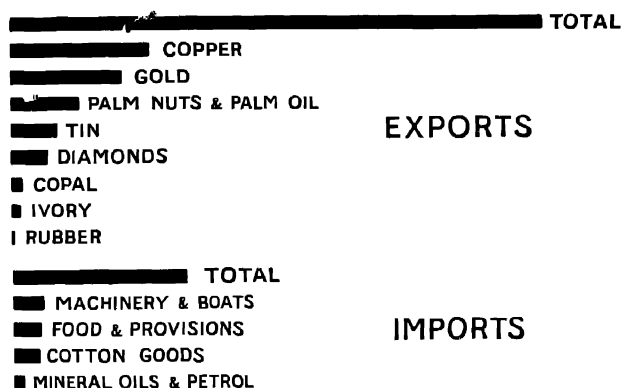 TOTAL
COPPER
GOLD
PALM NUTS & PALM OIL
TIN
EXPORTS
DIAMONDS
COPAL
IVORY
RUBBER
TOTAL
MACHINERY & BOATS
FOOD & PROVISIONS
IMPORTS
COTTON GOODS
MINERAL OILS & PETROL